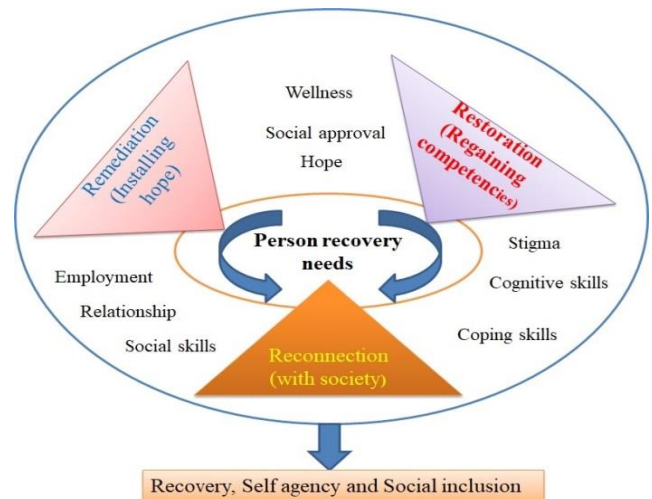 Wellness
Social approval
Hope
Remediation
(Installing
hope)
Restoration
(Regaining
competencies)
Person recovery
needs
Stigma
Cognitive skills
Coping skills
Employment
Relationship
Social skills
Reconnection
(with society)
Recovery, Self agency and Social inclusion